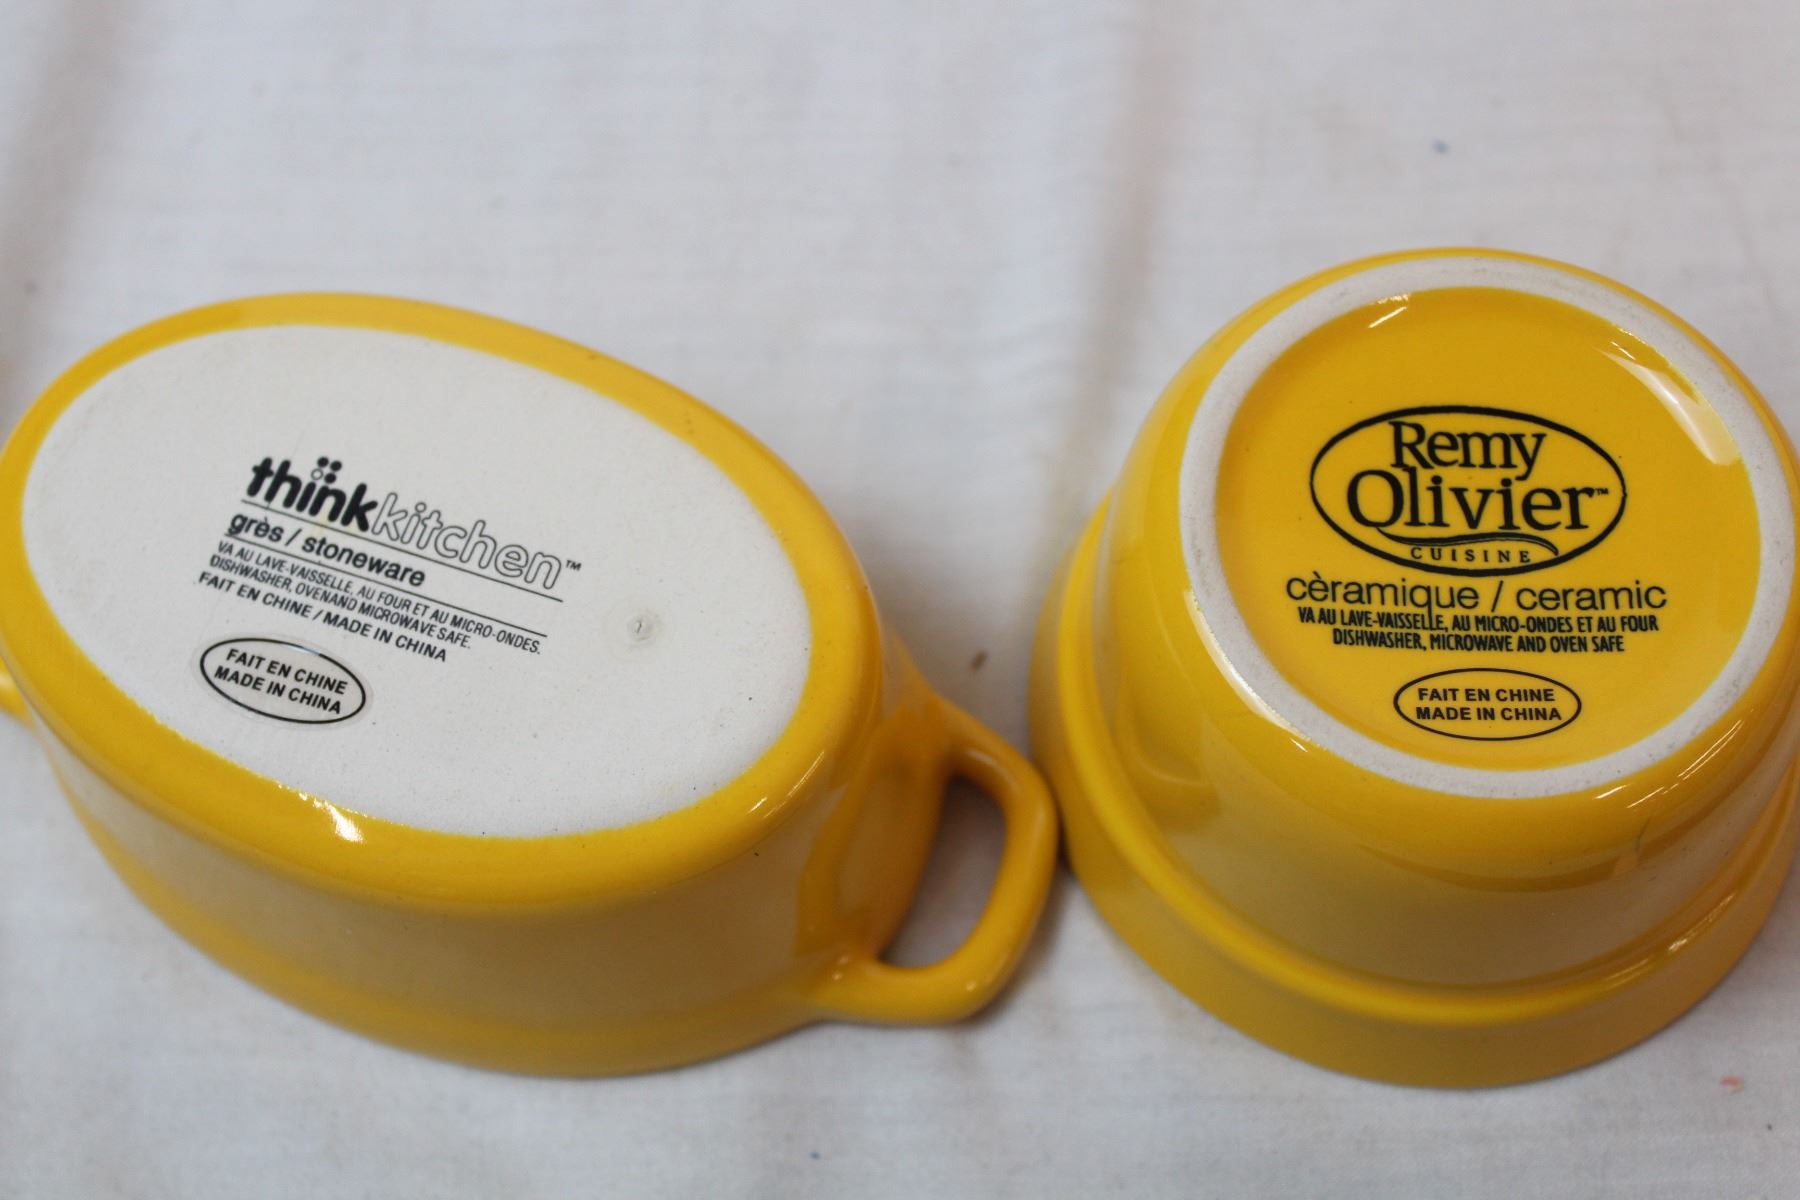 thinkkitchen™
grès / stoneware
VA AU LAVE-VAISSELLE, AU FOUR ET AU MICRO-ONDES.
DISHWASHER, OVENAND MICROWAVE SAFE.
FAIT EN CHINE / MADE IN CHINA
FAIT EN CHINE
MADE IN CHINA
Remy
Olivier™
CUISINE
cèramique / ceramic
VA AU LAVE-VAISSELLE, AU MICRO-ONDES ET AU FOUR
DISHWASHER, MICROWAVE AND OVEN SAFE
FAIT EN CHINE
MADE IN CHINA